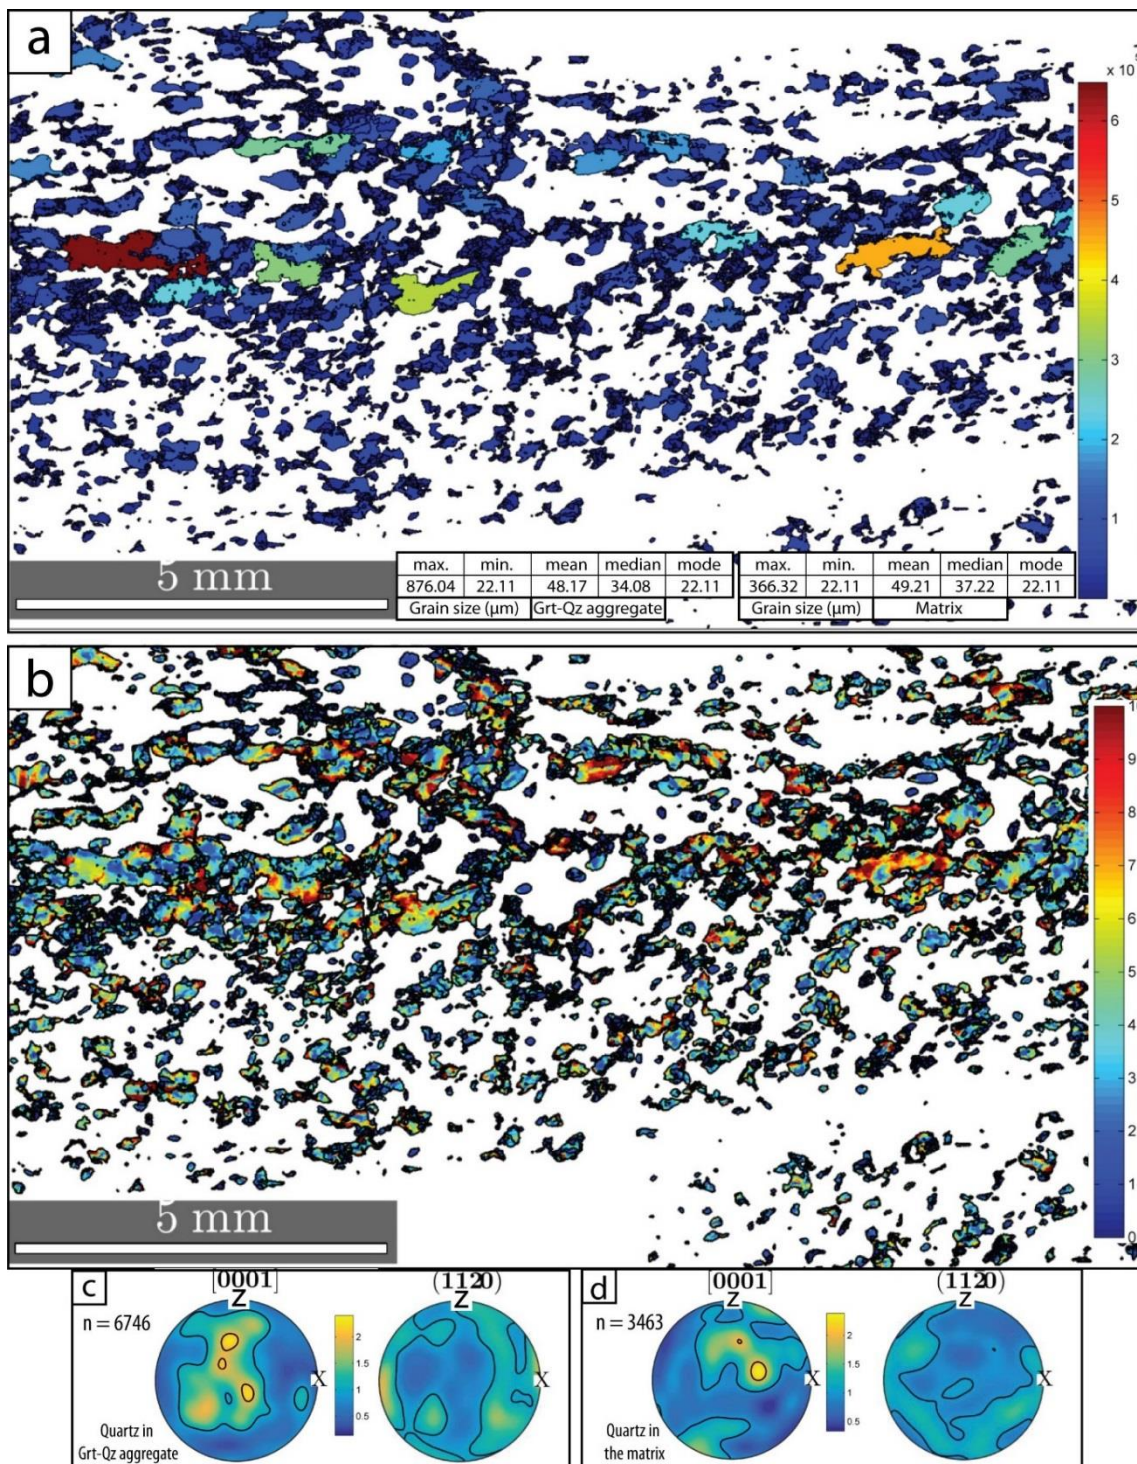 a
x 10
6
5
4
3
2
1
5 mm
max. min. mean median mode
876.04 22.11 48.17 34.08 22.11
Grain size (µm) Grt-Qz aggregate
max. min. mean median mode
366.32 22.11 49.21 37.22 22.11
Grain size (µm) Matrix
b
10
9
8
7
6
5
4
3
2
1
0
5 mm
c
n = 6746
[0001]
Z
X
2
1.5
1
0.5
(1120)
Z
X
Quartz in
Grt-Qz aggregate
d
n = 3463
[0001]
Z
X
2
1.5
1
0.5
(1120)
Z
X
Quartz in
the matrix